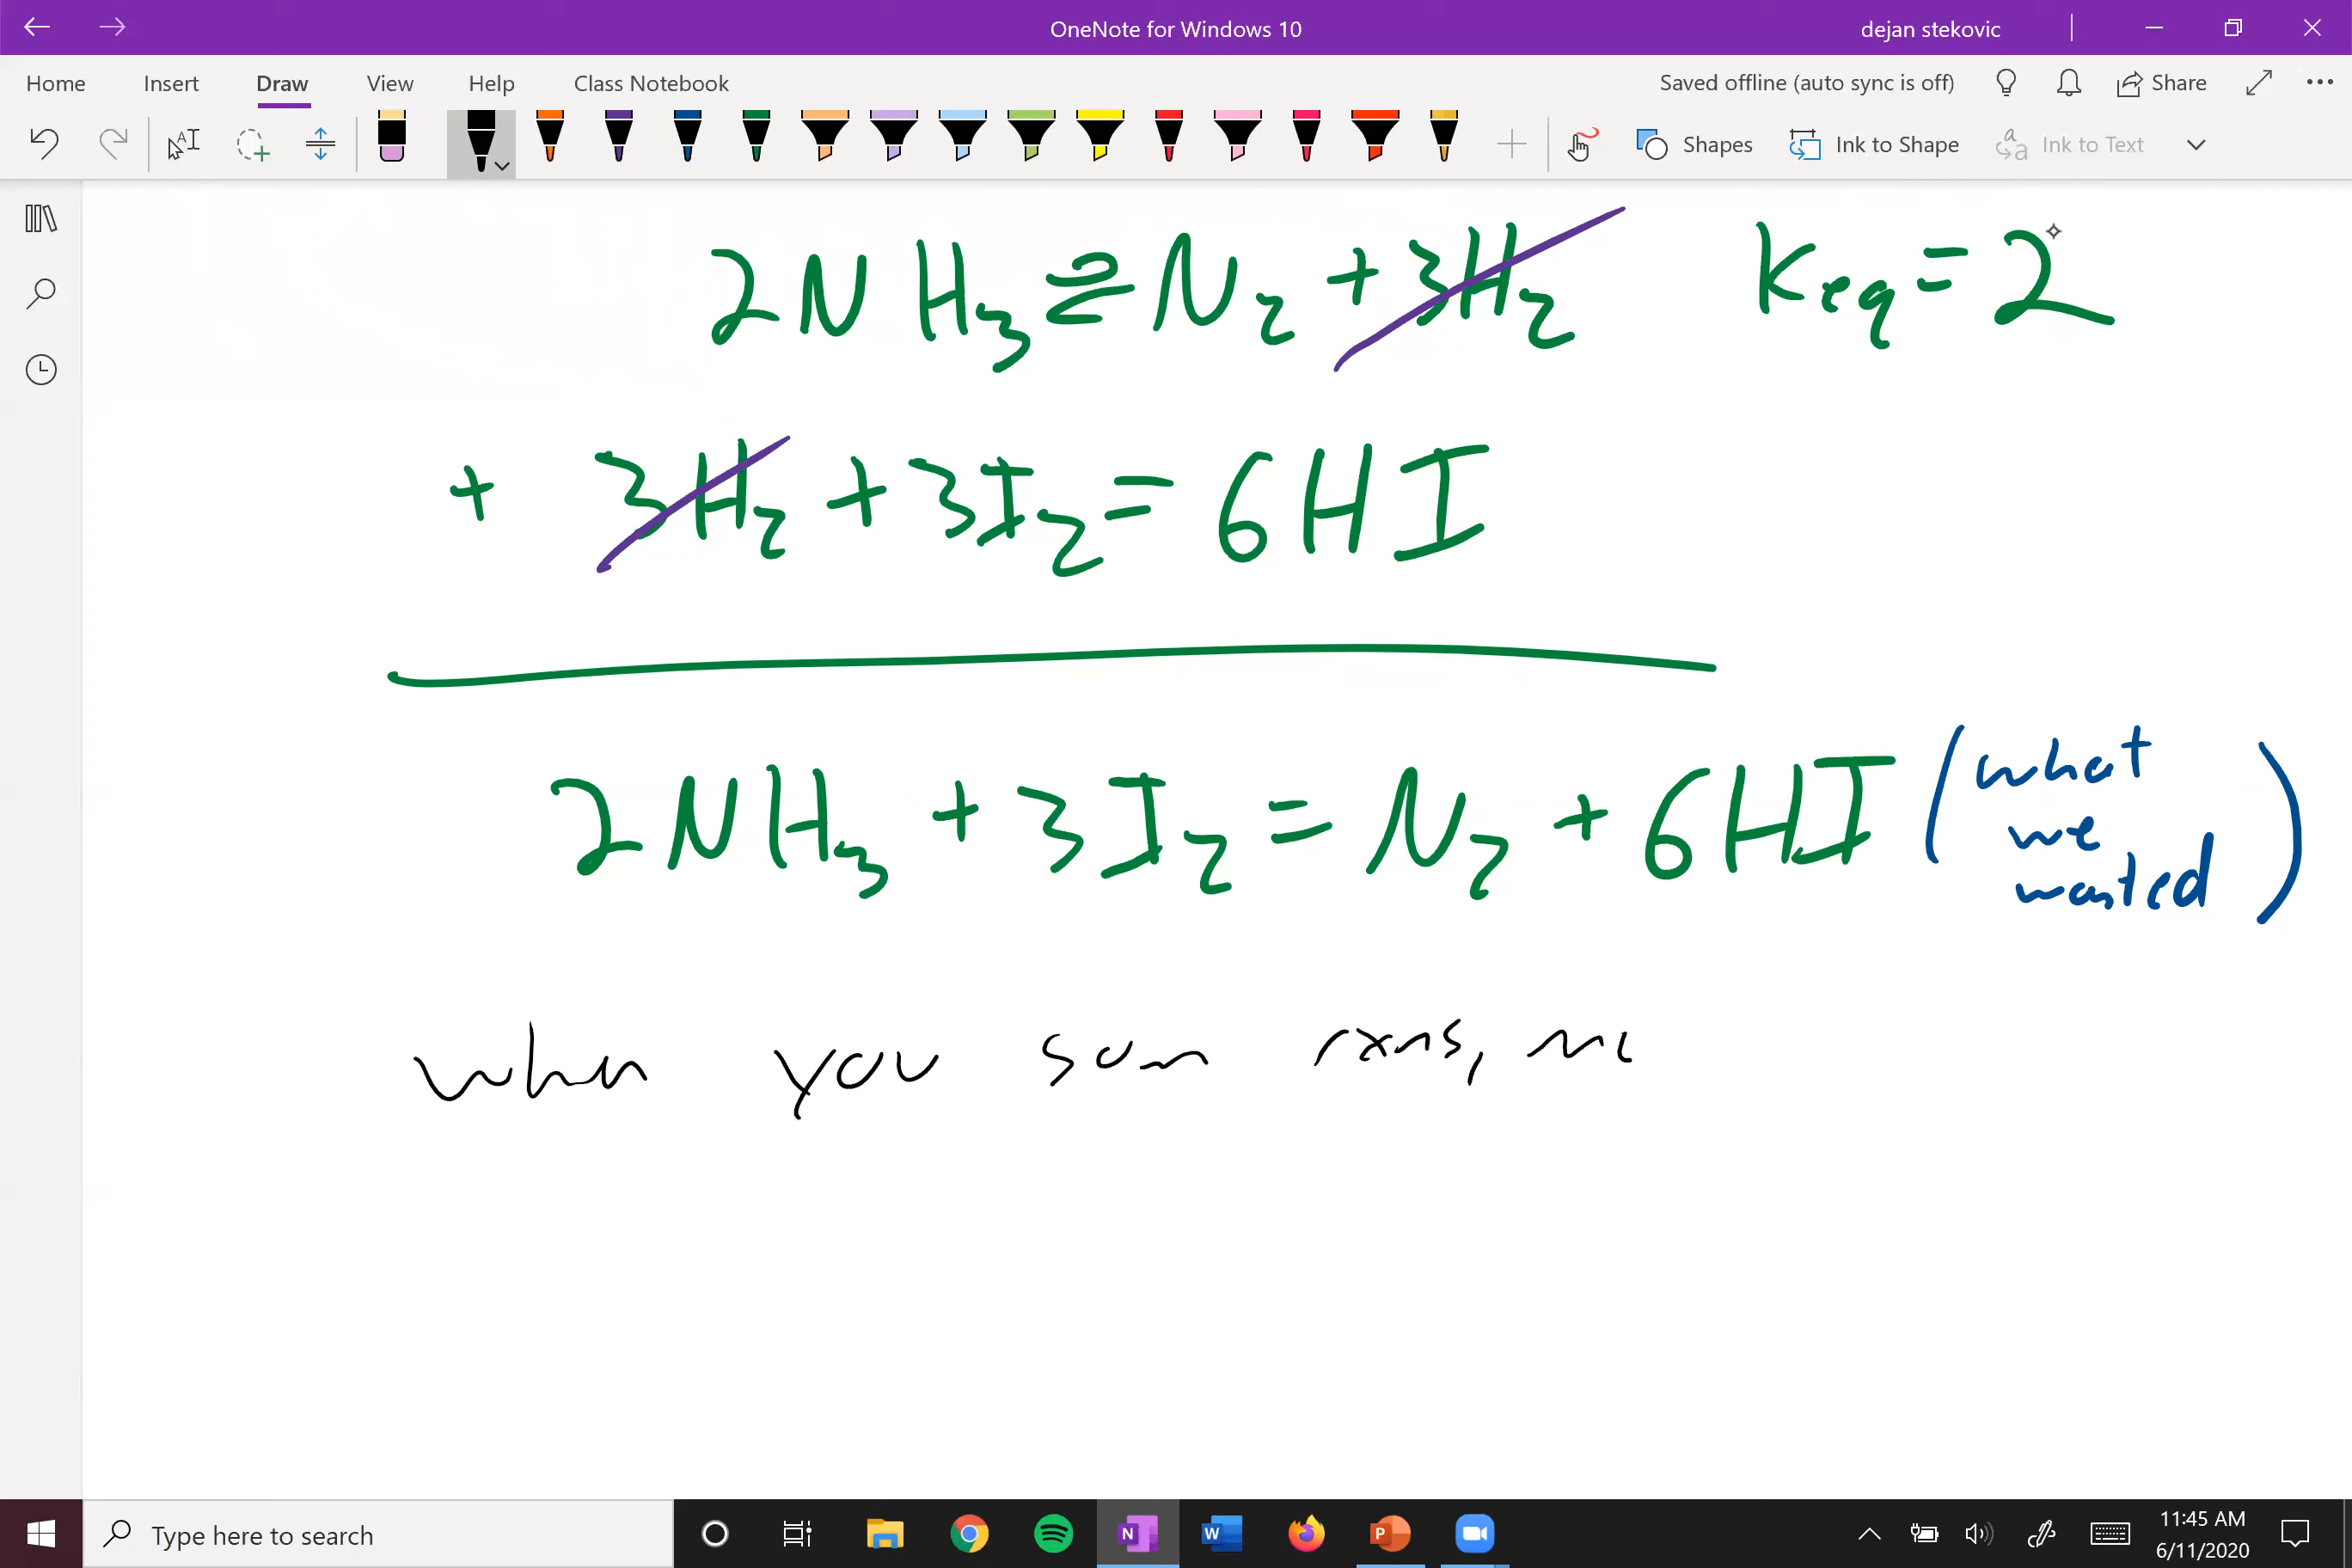 OneNote for Windows 10
dejan stekovic
Home Insert Draw View Help Class Notebook
Saved offline (auto sync is off) Share
Shapes Ink to Shape Ink to Text
2NH₃ ⇌ N₂ + 3H₂ Keq = 2
+ 3H₂ + 3I₂ = 6HI
2NH₃ + 3I₂ = N₂ + 6HI (what
we
wanted)
when you sum rxns, mu
Type here to search
11:45 AM
6/11/2020